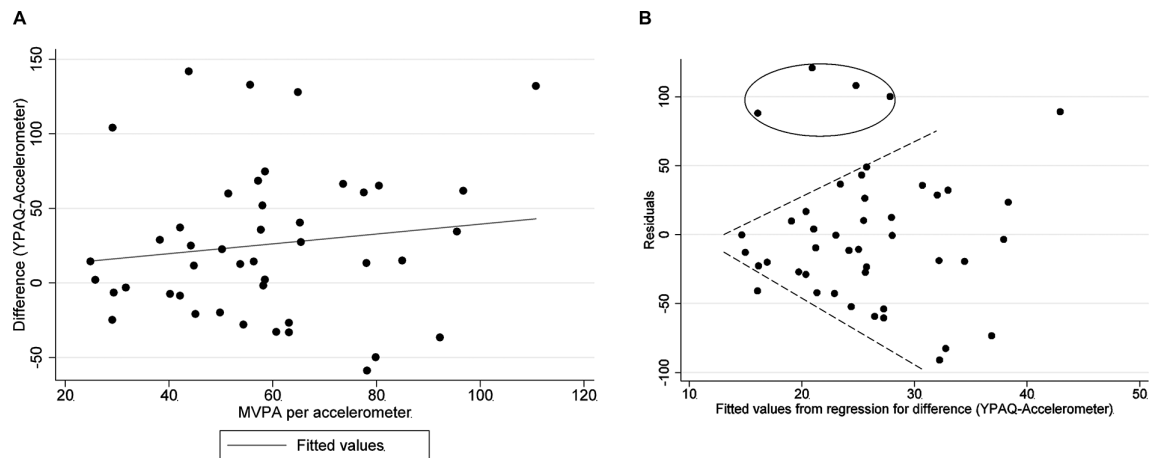 A
Difference (YPAQ-Accelerometer)
150
100
50
0
-50
20 40 60 80 100 120
MVPA per accelerometer
Fitted values
B
Residuals
100
50
0
-50
-100
10 20 30 40 50
Fitted values from regression for difference (YPAQ-Accelerometer)